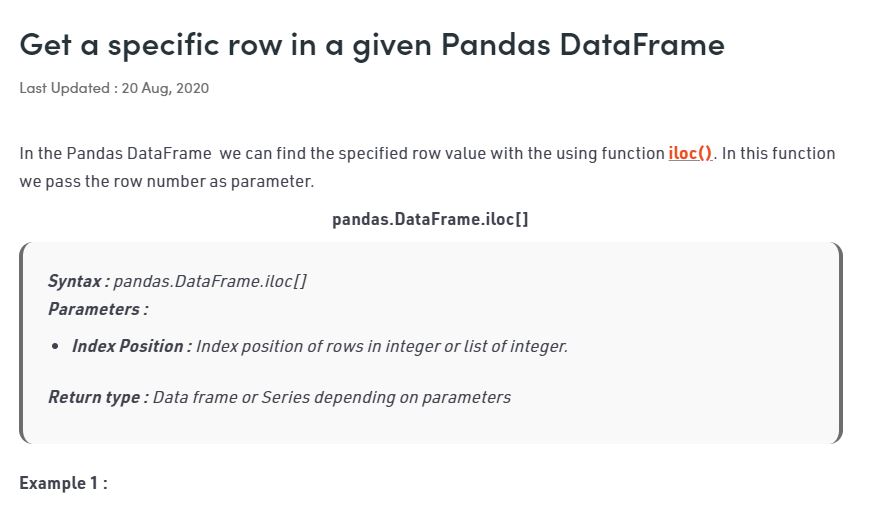 Get a specific row in a given Pandas DataFrame
Last Updated : 20 Aug, 2020
In the Pandas DataFrame  we can find the specified row value with the using function iloc(). In this function
we pass the row number as parameter.
pandas.DataFrame.iloc[]
Syntax : pandas.DataFrame.iloc[]
Parameters :
• Index Position : Index position of rows in integer or list of integer.
Return type : Data frame or Series depending on parameters
Example 1 :